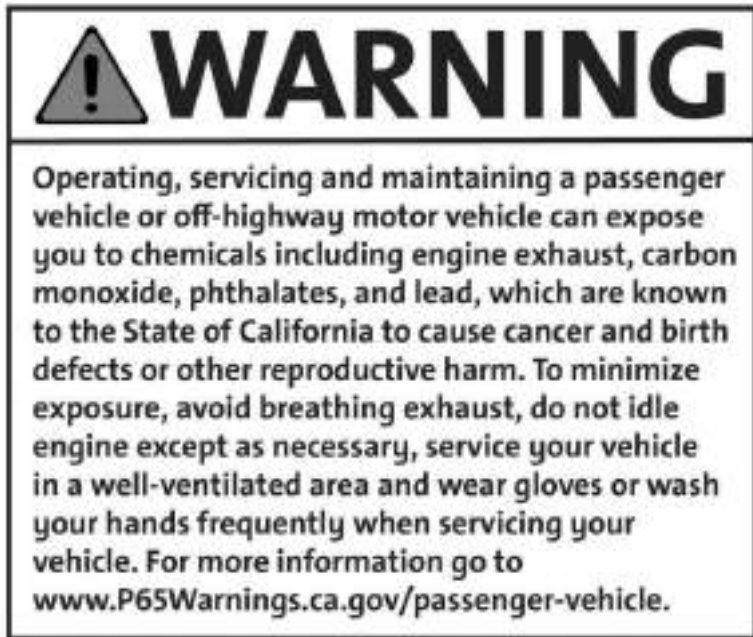 WARNING
Operating, servicing and maintaining a passenger
vehicle or off-highway motor vehicle can expose
you to chemicals including engine exhaust, carbon
monoxide, phthalates, and lead, which are known
to the State of California to cause cancer and birth
defects or other reproductive harm. To minimize
exposure, avoid breathing exhaust, do not idle
engine except as necessary, service your vehicle
in a well-ventilated area and wear gloves or wash
your hands frequently when servicing your
vehicle. For more information go to
www.P65Warnings.ca.gov/passenger-vehicle.